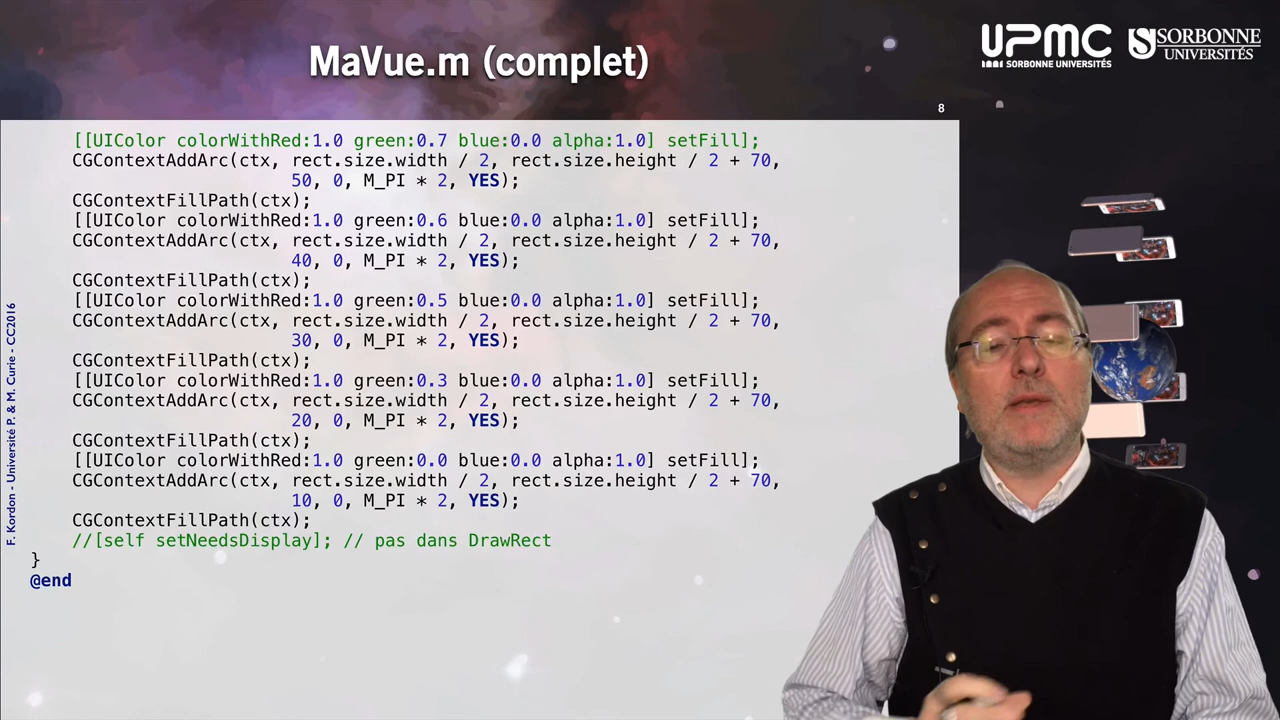 MaVue.m (complet)
UPMC
SORBONNE UNIVERSITÉS
SORBONNE
UNIVERSITÉS
8
[[UIColor colorWithRed:1.0 green:0.7 blue:0.0 alpha:1.0] setFill];
CGContextAddArc(ctx, rect.size.width / 2, rect.size.height / 2 + 70,
50, 0, M_PI * 2, YES);
CGContextFillPath(ctx);
[[UIColor colorWithRed:1.0 green:0.6 blue:0.0 alpha:1.0] setFill];
CGContextAddArc(ctx, rect.size.width / 2, rect.size.height / 2 + 70,
40, 0, M_PI * 2, YES);
CGContextFillPath(ctx);
[[UIColor colorWithRed:1.0 green:0.5 blue:0.0 alpha:1.0] setFill];
CGContextAddArc(ctx, rect.size.width / 2, rect.size.height / 2 + 70,
30, 0, M_PI * 2, YES);
CGContextFillPath(ctx);
[[UIColor colorWithRed:1.0 green:0.3 blue:0.0 alpha:1.0] setFill];
CGContextAddArc(ctx, rect.size.width / 2, rect.size.height / 2 + 70,
20, 0, M_PI * 2, YES);
CGContextFillPath(ctx);
[[UIColor colorWithRed:1.0 green:0.0 blue:0.0 alpha:1.0] setFill];
CGContextAddArc(ctx, rect.size.width / 2, rect.size.height / 2 + 70,
10, 0, M_PI * 2, YES);
CGContextFillPath(ctx);
//[self setNeedsDisplay]; // pas dans DrawRect
}
@end
F. Kordon - Université P. & M. Curie - CC2016